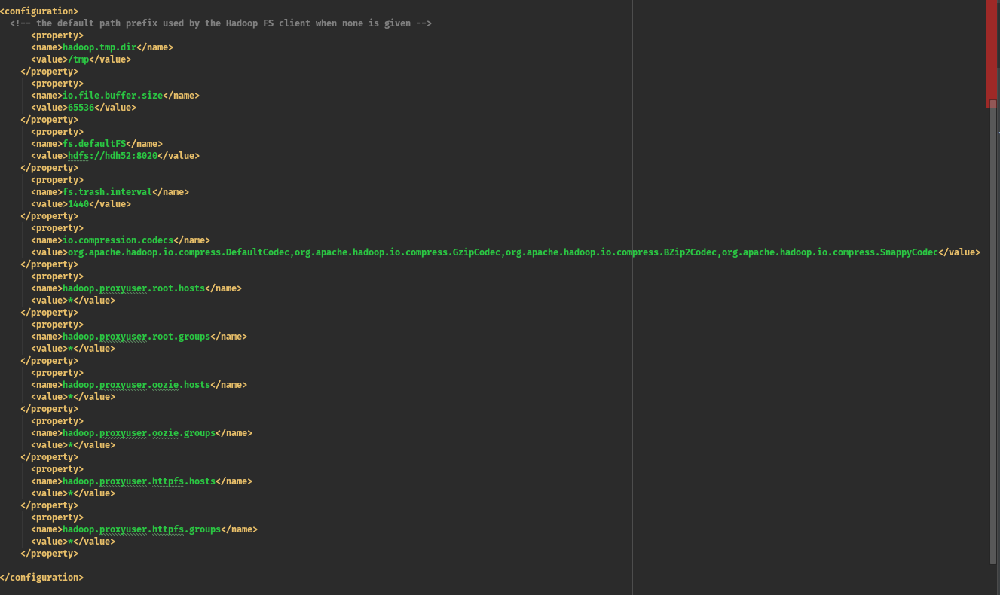 <configuration>
<!-- the default path prefix used by the Hadoop FS client when none is given -->
<property>
<name>hadoop.tmp.dir</name>
<value>/tmp</value>
</property>
<property>
<name>io.file.buffer.size</name>
<value>65536</value>
</property>
<property>
<name>fs.defaultFS</name>
<value>hdfs://hdh52:8020</value>
</property>
<property>
<name>fs.trash.interval</name>
<value>1440</value>
</property>
<property>
<name>io.compression.codecs</name>
<value>org.apache.hadoop.io.compress.DefaultCodec,org.apache.hadoop.io.compress.GzipCodec,org.apache.hadoop.io.compress.BZip2Codec,org.apache.hadoop.io.compress.SnappyCodec</value>
</property>
<property>
<name>hadoop.proxyuser.root.hosts</name>
<value>*</value>
</property>
<property>
<name>hadoop.proxyuser.root.groups</name>
<value>*</value>
</property>
<property>
<name>hadoop.proxyuser.oozie.hosts</name>
<value>*</value>
</property>
<property>
<name>hadoop.proxyuser.oozie.groups</name>
<value>*</value>
</property>
<property>
<name>hadoop.proxyuser.httpfs.hosts</name>
<value>*</value>
</property>
<property>
<name>hadoop.proxyuser.httpfs.groups</name>
<value>*</value>
</property>
</configuration>